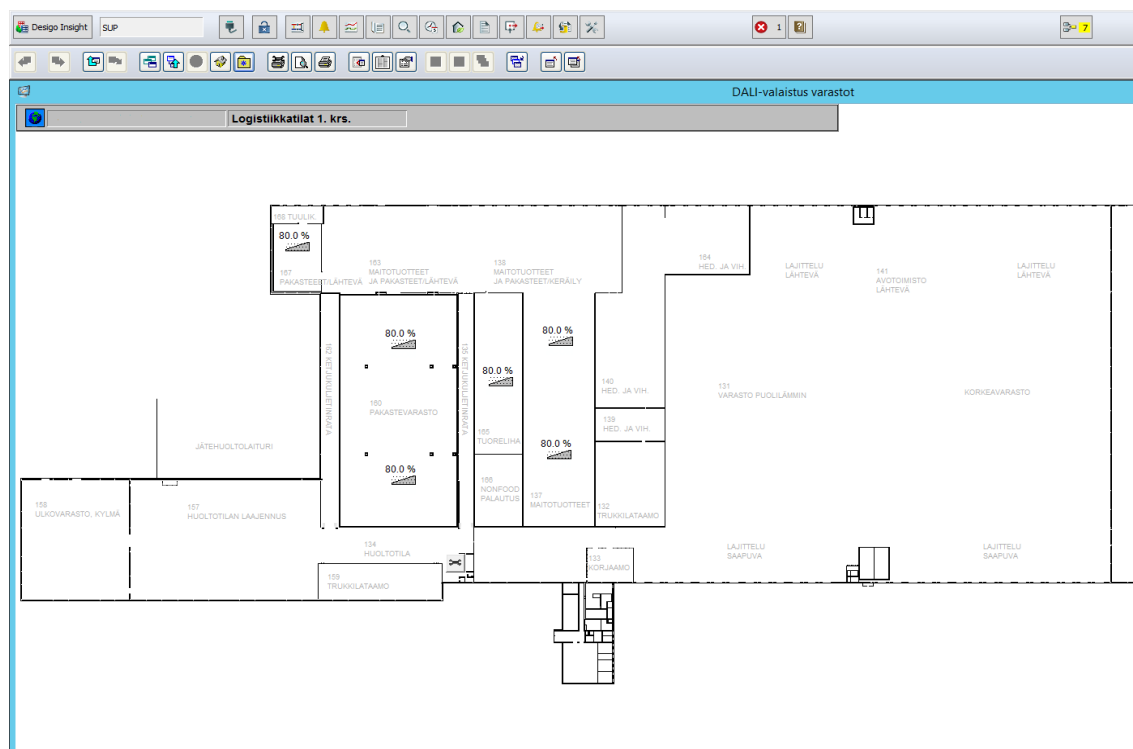 Desigo Insight
SUP
1
7
DALI-valaistus varastot
Logistiikkatilat 1. krs.
168 TUULIK.
80.0 %
167
PAKASTEEET/LÄHTEVÄ
163
MAITOTUOTTEET
JA PAKASTEET/LÄHTEVÄ
138
MAITOTUOTTEET
JA PAKASTEET/KERÄILY
164
HED. JA VIH.
LAJITTELU
LÄHTEVÄ
141
AVOTOIMISTO
LÄHTEVÄ
LAJITTELU
LÄHTEVÄ
162 KETJUKULJETINRATA
80.0 %
160
PAKASTEVARASTO
80.0 %
135 KETJUKULJETINRATA
80.0 %
165
TUORELIHA
166
NONFOOD
PALAUTUS
80.0 %
80.0 %
137
MAITOTUOTTEET
140
HED. JA VIH.
139
HED. JA VIH.
132
TRUKKILATAAMO
131
VARASTO PUOLILÄMMIN
KORKEAVARASTO
JÄTEHUOLTOLAITURI
158
ULKOVARASTO, KYLMÄ
157
HUOLTOTILAN LAAJENNUS
134
HUOLTOTILA
159
TRUKKILATAAMO
133
KORJAAMO
LAJITTELU
SAAPUVA
LAJITTELU
SAAPUVA